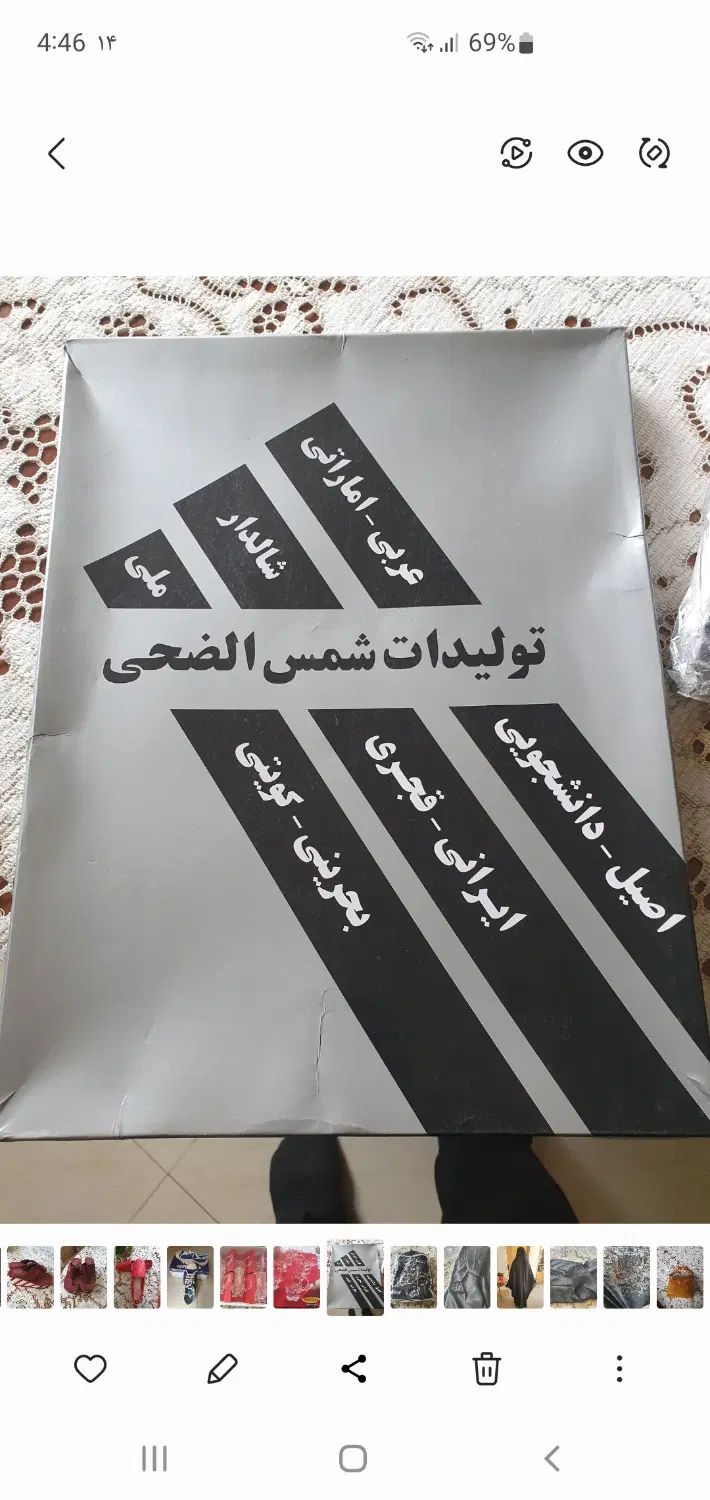 4:46 ۱۴ 69%
عربی - اماراتی
شالدار
ملی
تولیدات شمس الضحی
اصیل - دانشجویی
ایرانی - قجری
بحرینی - کویتی